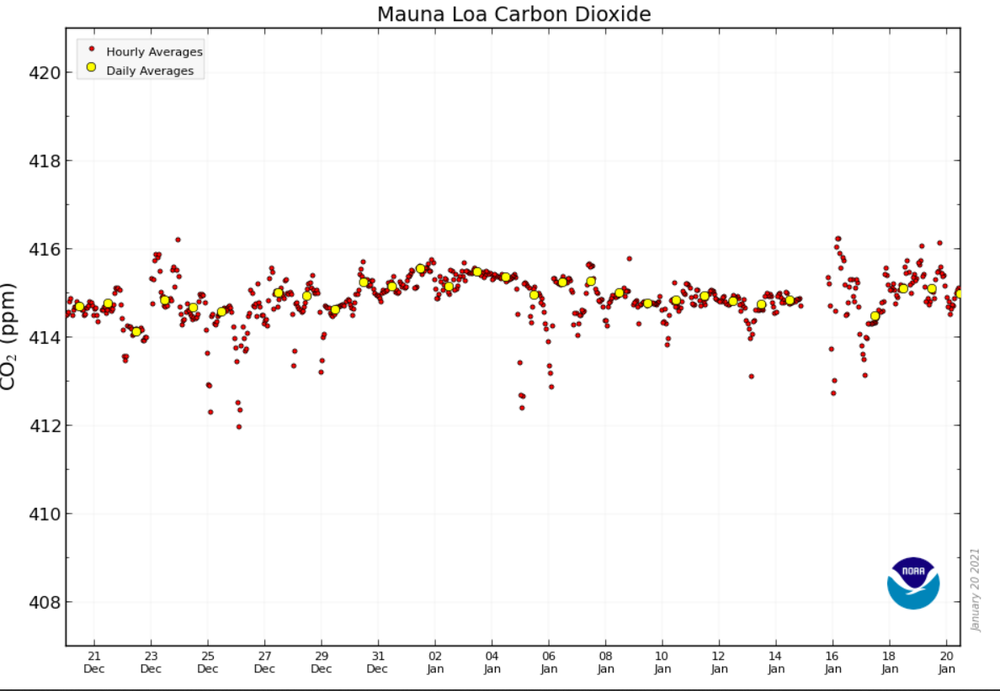 Mauna Loa Carbon Dioxide
Hourly Averages
Daily Averages
CO₂ (ppm)
420
418
416
414
412
410
408
21 Dec
23 Dec
25 Dec
27 Dec
29 Dec
31 Dec
02 Jan
04 Jan
06 Jan
08 Jan
10 Jan
12 Jan
14 Jan
16 Jan
18 Jan
20 Jan
NOAA
January 20 2021